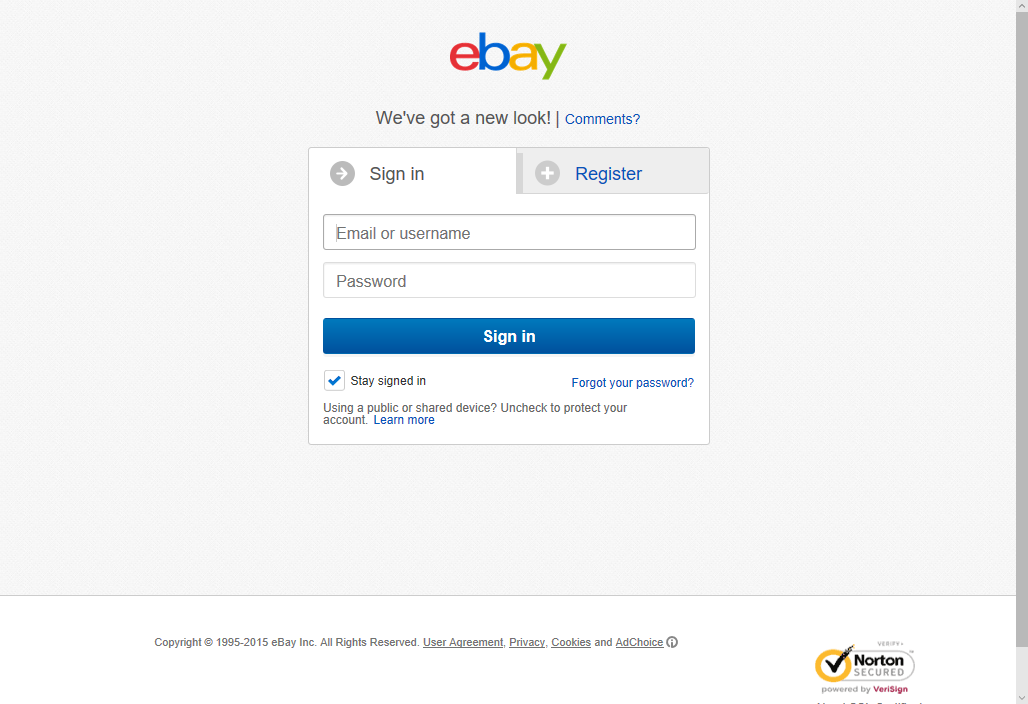 ebay
We've got a new look! | Comments?
Sign in
Register
Email or username
Password
Sign in
Stay signed in
Forgot your password?
Using a public or shared device? Uncheck to protect your
account. Learn more
Copyright © 1995-2015 eBay Inc. All Rights Reserved. User Agreement, Privacy, Cookies and AdChoice
VERIFY
Norton
SECURED
powered by VeriSign